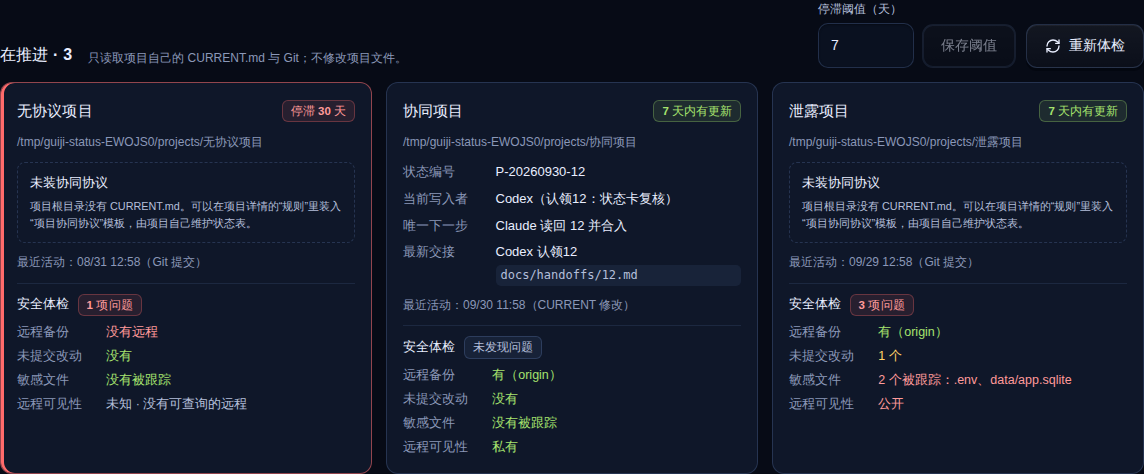 停滞阈值（天）
在推进 · 3
只读取项目自己的 CURRENT.md 与 Git；不修改项目文件。
7
保存阈值
重新体检
无协议项目
停滞 30 天
/tmp/guiji-status-EWOJS0/projects/无协议项目
未装协同协议
项目根目录没有 CURRENT.md。可以在项目详情的“规则”里装入
“项目协同协议”模板，由项目自己维护状态表。
最近活动：08/31 12:58（Git 提交）
安全体检
1 项问题
远程备份 没有远程
未提交改动 没有
敏感文件 没有被跟踪
远程可见性 未知 · 没有可查询的远程
协同项目
7 天内有更新
/tmp/guiji-status-EWOJS0/projects/协同项目
状态编号 P-20260930-12
当前写入者 Codex（认领12：状态卡复核）
唯一下一步 Claude 读回 12 并合入
最新交接 Codex 认领12
docs/handoffs/12.md
最近活动：09/30 11:58（CURRENT 修改）
安全体检
未发现问题
远程备份 有（origin）
未提交改动 没有
敏感文件 没有被跟踪
远程可见性 私有
泄露项目
7 天内有更新
/tmp/guiji-status-EWOJS0/projects/泄露项目
未装协同协议
项目根目录没有 CURRENT.md。可以在项目详情的“规则”里装入
“项目协同协议”模板，由项目自己维护状态表。
最近活动：09/29 12:58（Git 提交）
安全体检
3 项问题
远程备份 有（origin）
未提交改动 1 个
敏感文件 2 个被跟踪：.env、data/app.sqlite
远程可见性 公开